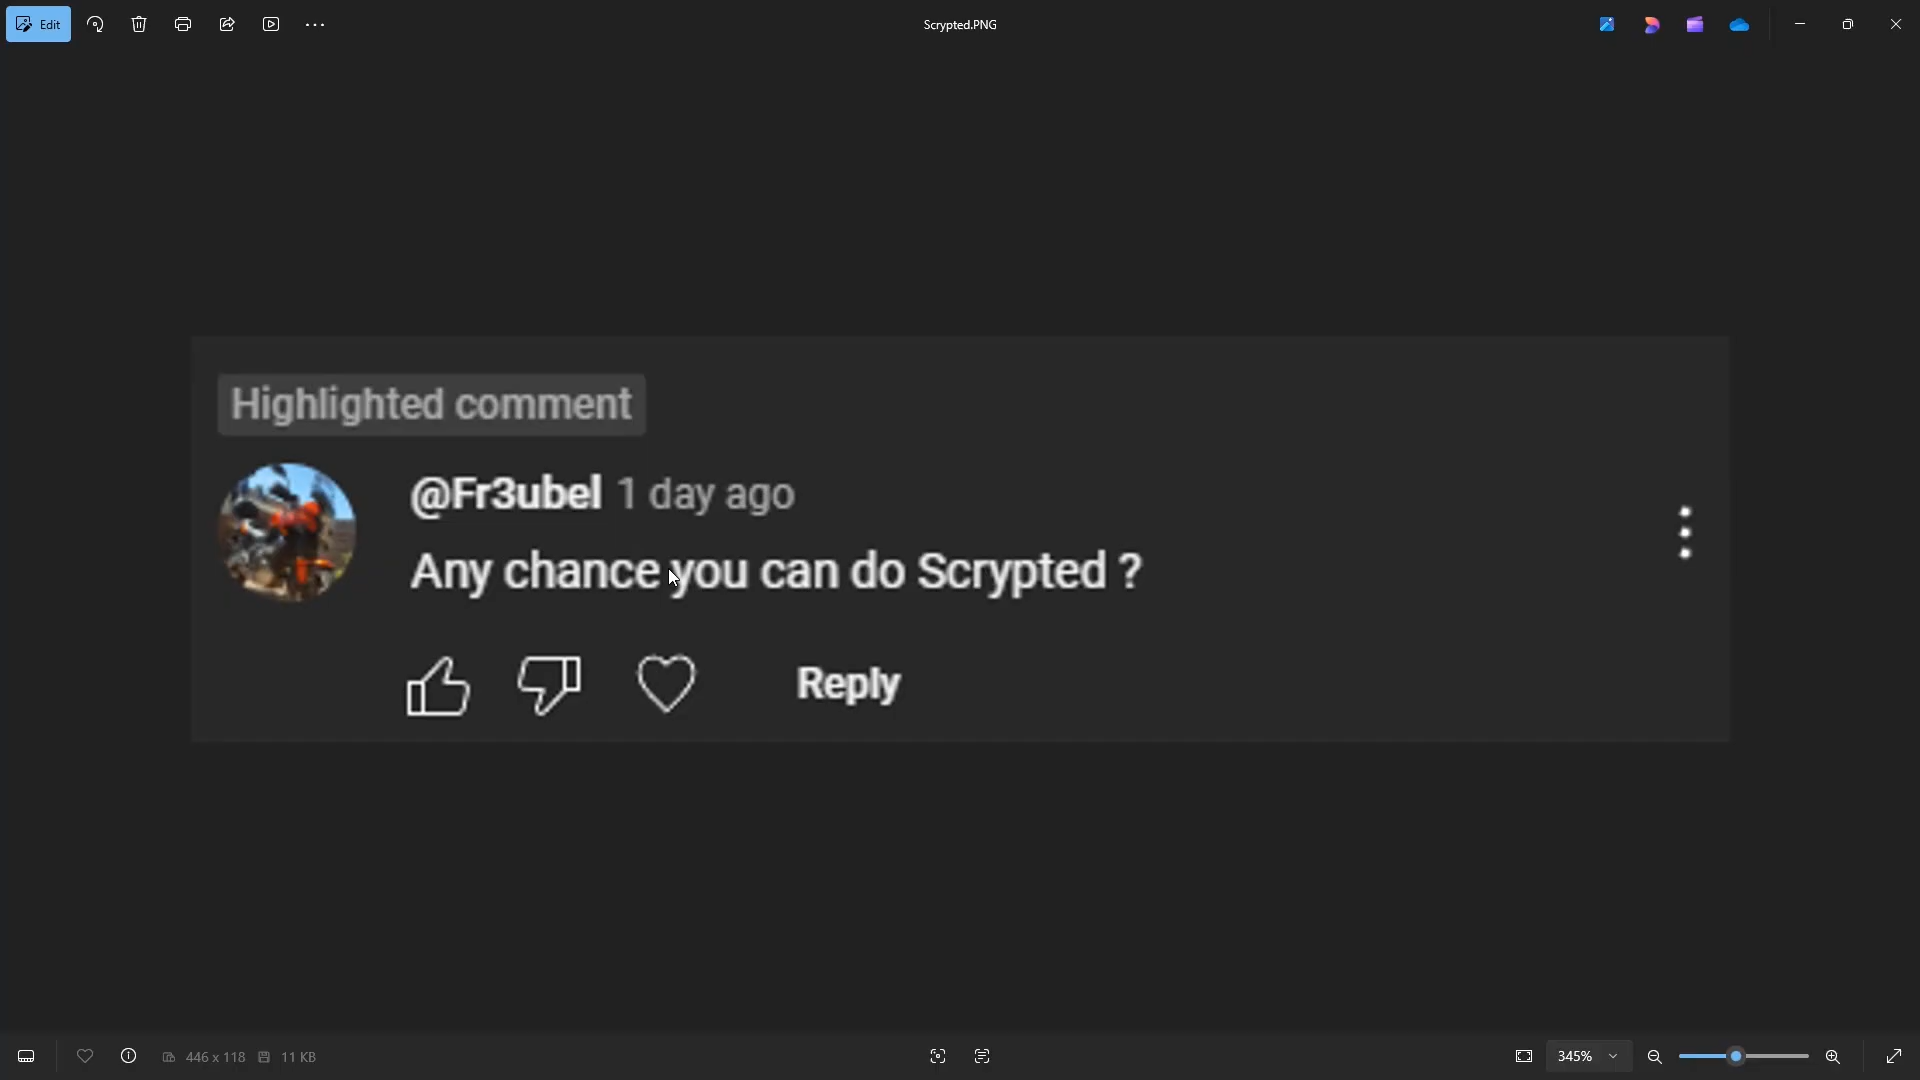 Edit
Scrypted.PNG
Highlighted comment
@Fr3ubel 1 day ago
Any chance you can do Scrypted ?
Reply
446 x 118 11 KB
345%